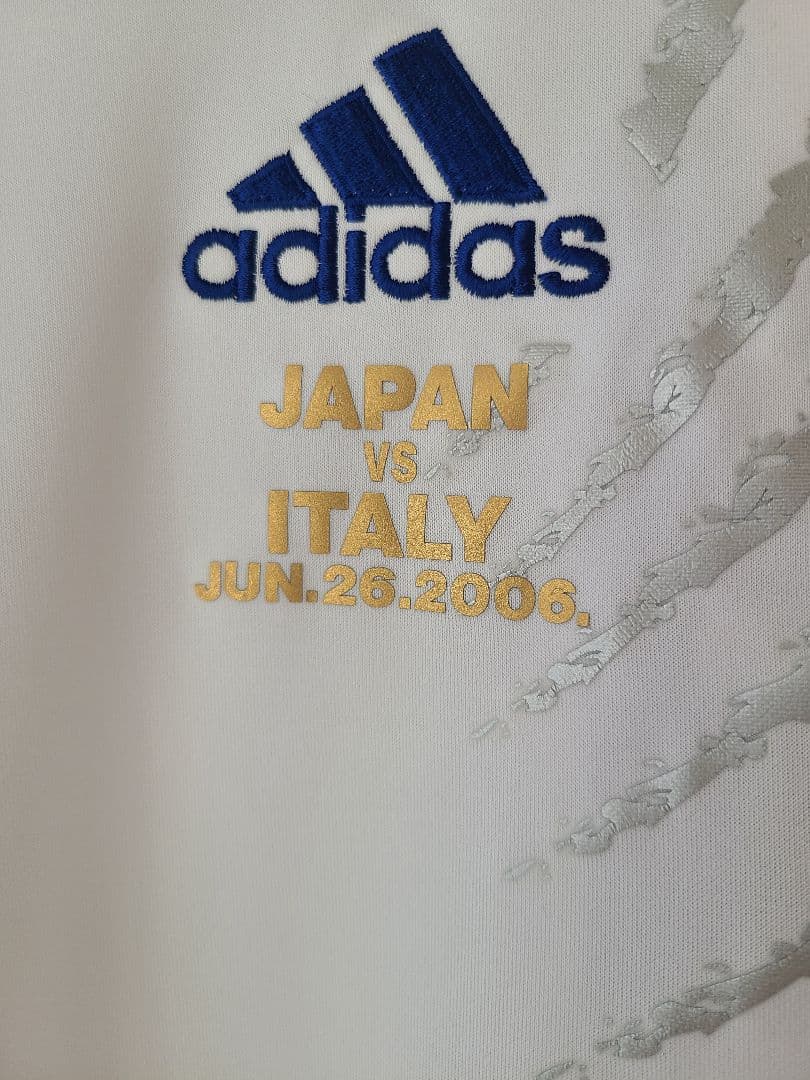 adidas
JAPAN
VS
ITALY
JUN.26.2006.